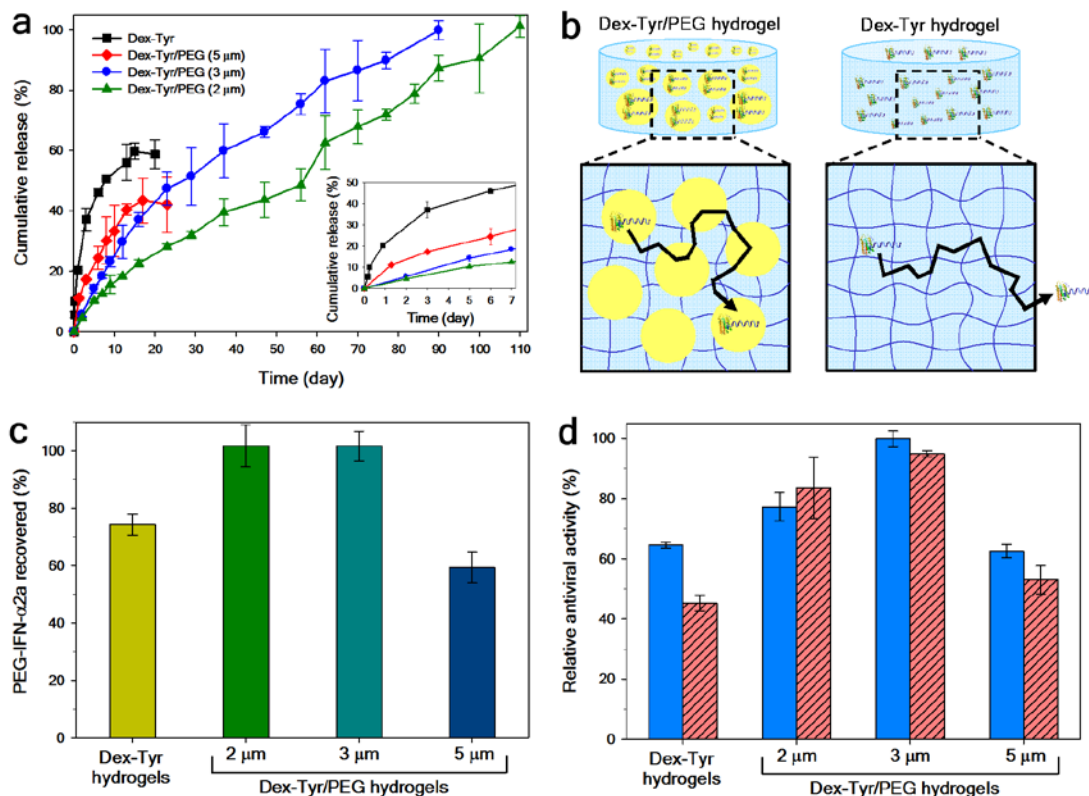 a
Cumulative release (%)
100
80
60
40
20
0
Dex-Tyr
Dex-Tyr/PEG (5 μm)
Dex-Tyr/PEG (3 μm)
Dex-Tyr/PEG (2 μm)
Cumulative release (%)
50
40
30
20
10
0
0 1 2 3 4 5 6 7
Time (day)
0 10 20 30 40 50 60 70 80 90 100 110
Time (day)
b
Dex-Tyr/PEG hydrogel
Dex-Tyr hydrogel
c
PEG-IFN-α2a recovered (%)
100
80
60
40
20
0
Dex-Tyr
hydrogels
2 μm 3 μm 5 μm
Dex-Tyr/PEG hydrogels
d
Relative antiviral activity (%)
100
80
60
40
20
0
Dex-Tyr
hydrogels
2 μm 3 μm 5 μm
Dex-Tyr/PEG hydrogels